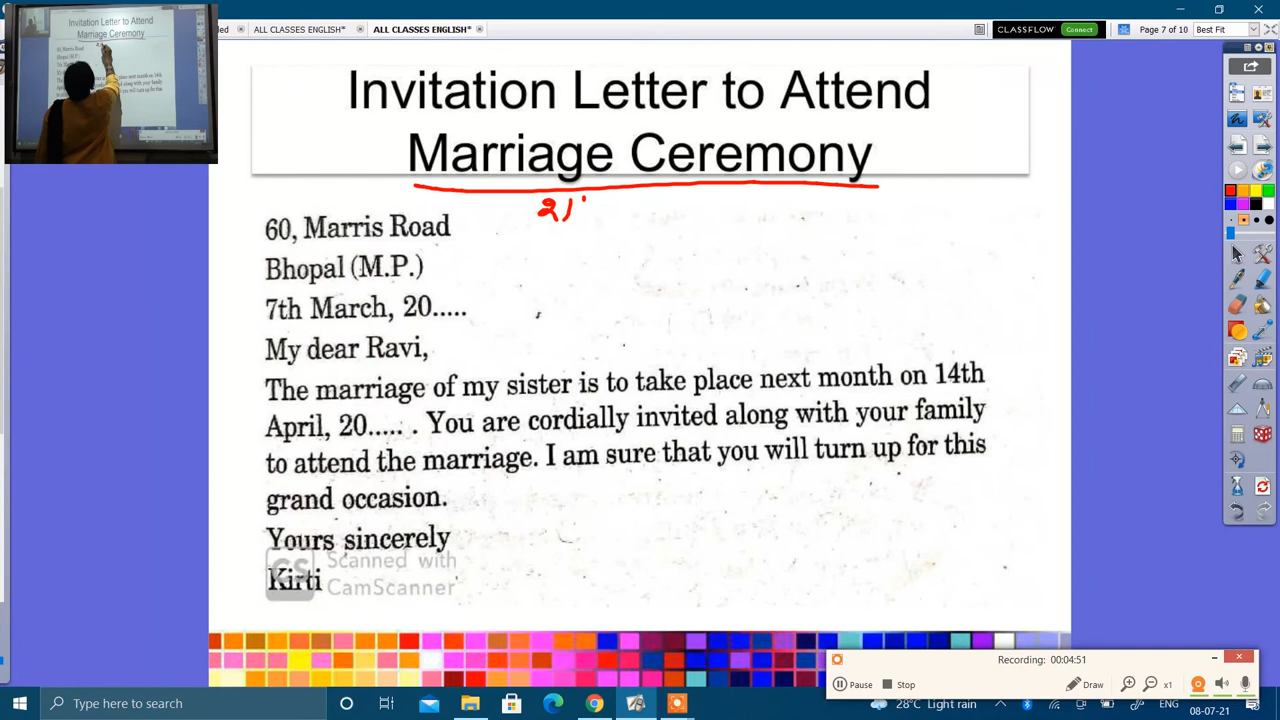 ALL CLASSES ENGLISH*
ALL CLASSES ENGLISH*
CLASSFLOW
Connect
Page 7 of 10
Best Fit
Invitation Letter to Attend
Marriage Ceremony
60, Marris Road
Bhopal (M.P.)
7th March, 20.....
My dear Ravi,
The marriage of my sister is to take place next month on 14th
April, 20..... . You are cordially invited along with your family
to attend the marriage. I am sure that you will turn up for this
grand occasion.
Yours sincerely
Kirti
CS
Scanned with
CamScanner
Recording: 00:04:51
Pause
Stop
Draw
x1
Type here to search
28°C Light rain
ENG
08-07-21